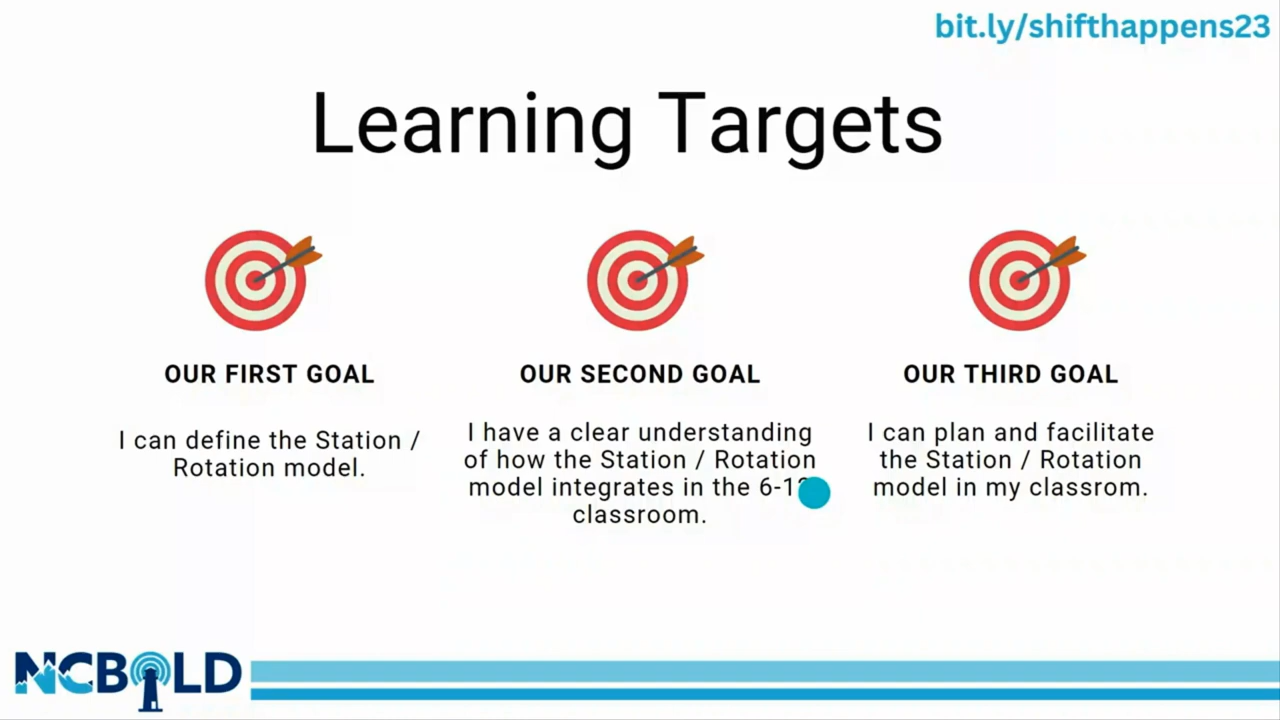 bit.ly/shifthappens23
Learning Targets
OUR FIRST GOAL
I can define the Station /
Rotation model.
OUR SECOND GOAL
I have a clear understanding
of how the Station / Rotation
model integrates in the
classroom.
OUR THIRD GOAL
I can plan and facilitate
the Station / Rotation
model in my classrom.
NCBOLD